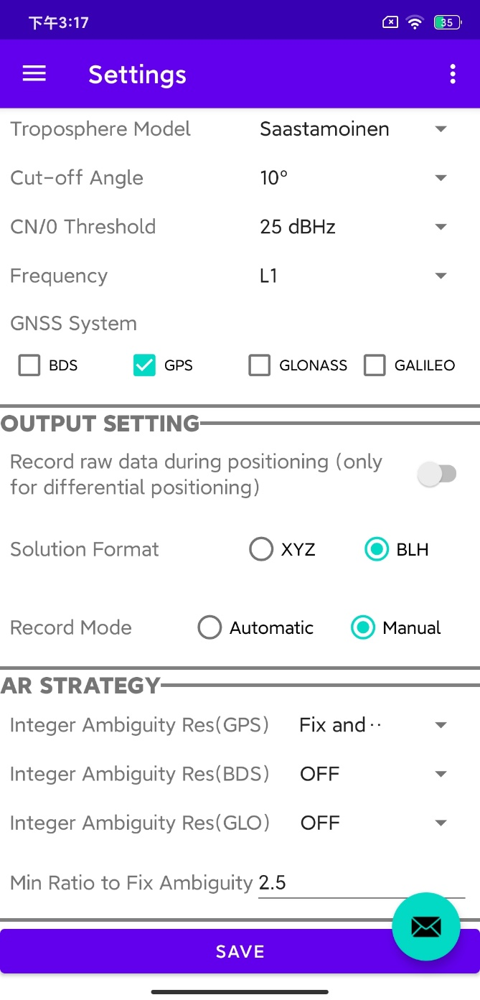 下午3:17
35
Settings
Troposphere Model Saastamoinen
Cut-off Angle 10°
CN/0 Threshold 25 dBHz
Frequency L1
GNSS System
BDS GPS GLONASS GALILEO
OUTPUT SETTING
Record raw data during positioning (only
for differential positioning)
Solution Format XYZ BLH
Record Mode Automatic Manual
AR STRATEGY
Integer Ambiguity Res(GPS) Fix and··
Integer Ambiguity Res(BDS) OFF
Integer Ambiguity Res(GLO) OFF
Min Ratio to Fix Ambiguity 2.5
SAVE